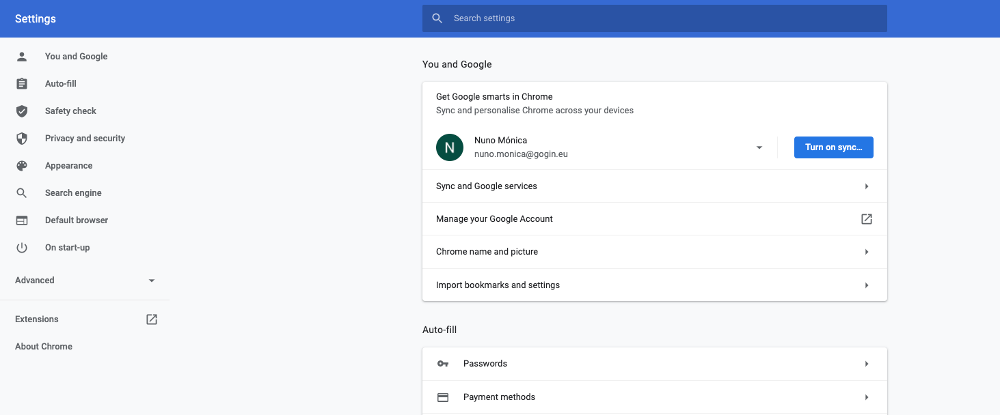 Settings
Search settings
You and Google
Auto-fill
Safety check
Privacy and security
Appearance
Search engine
Default browser
On start-up
Advanced
Extensions
About Chrome
You and Google
Get Google smarts in Chrome
Sync and personalise Chrome across your devices
N
Nuno Mónica
nuno.monica@gogin.eu
Turn on sync…
Sync and Google services
Manage your Google Account
Chrome name and picture
Import bookmarks and settings
Auto-fill
Passwords
Payment methods